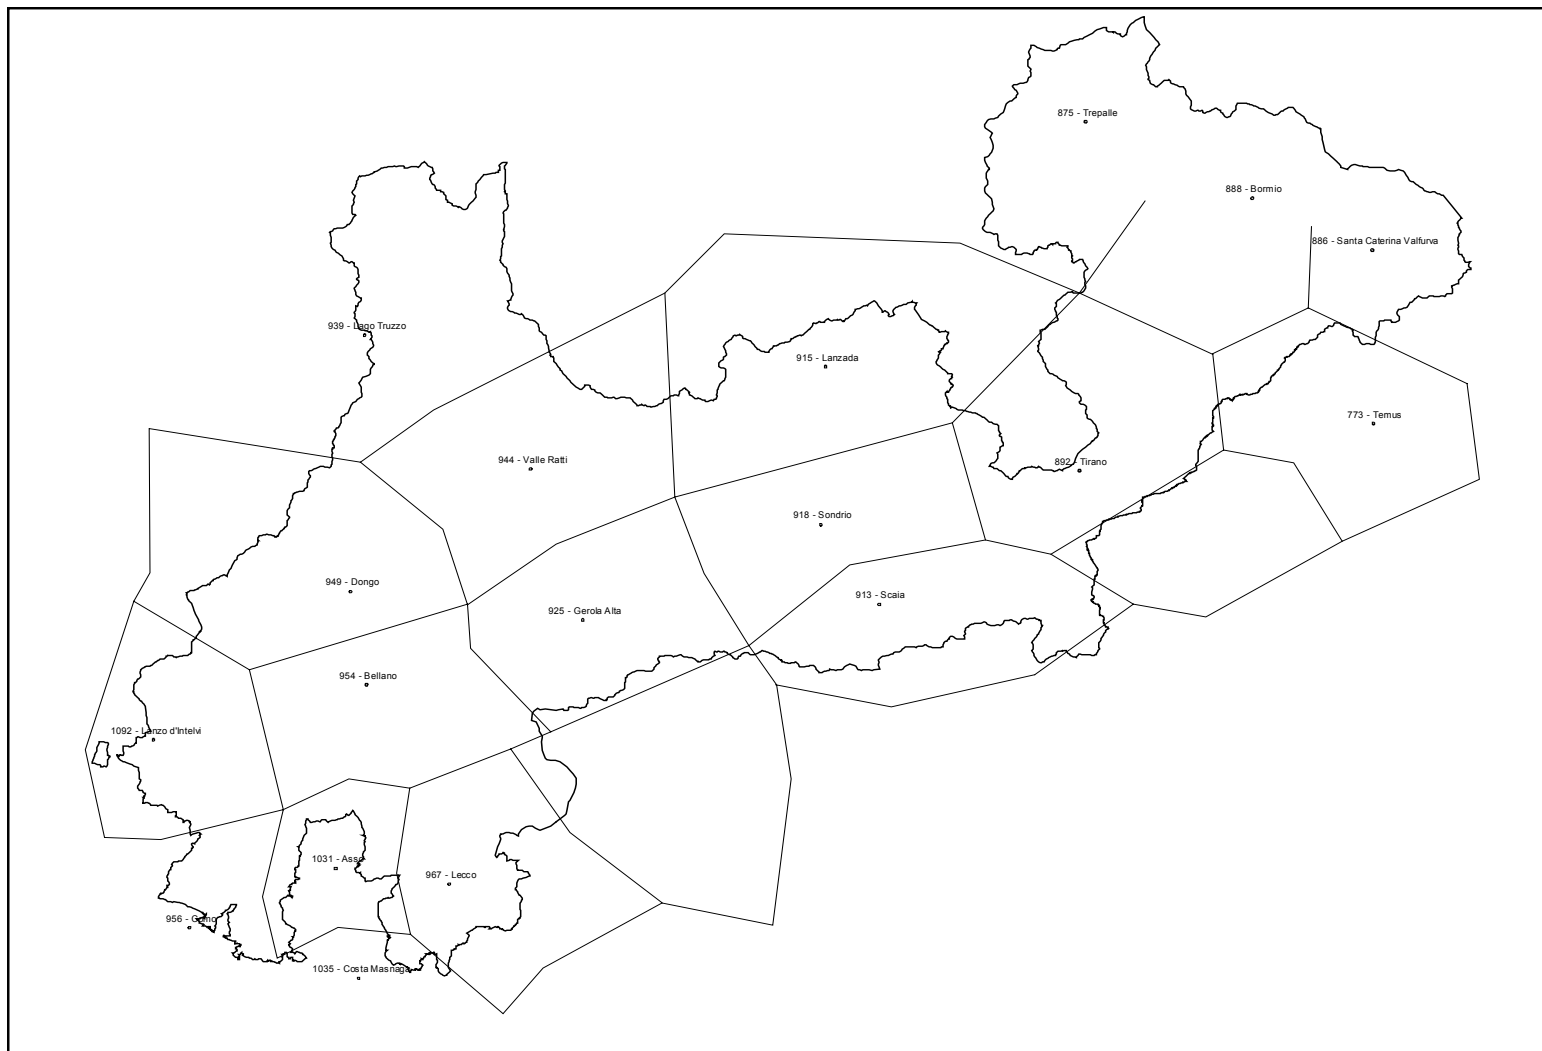 875 - Trepalle
888 - Bormio
886 - Santa Caterina Valfurva
939 - Lago Truzzo
915 - Lanzada
773 - Temus
944 - Valle Ratti
892 - Tirano
918 - Sondrio
949 - Dongo
913 - Scaia
925 - Gerola Alta
954 - Bellano
1092 - Lanzo d'Intelvi
1031 - Asso
967 - Lecco
956 - Como
1035 - Costa Masnaga